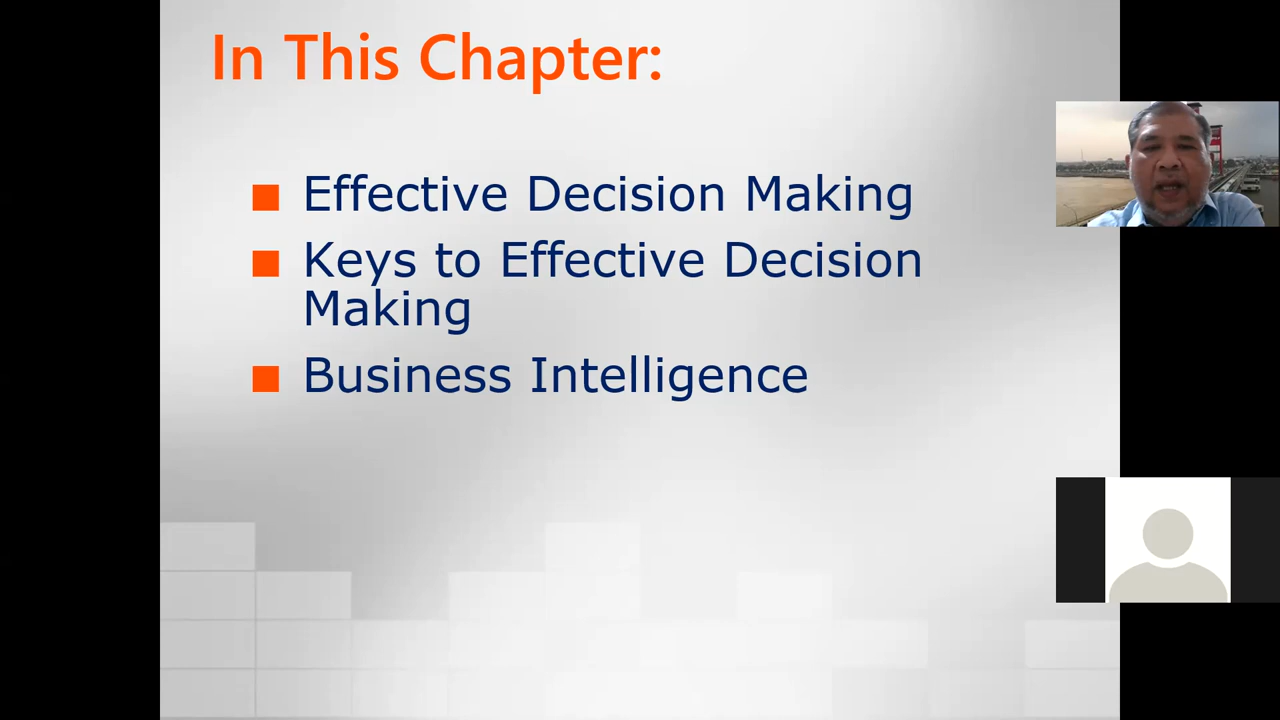 In This Chapter:
Effective Decision Making
Keys to Effective Decision
Making
Business Intelligence